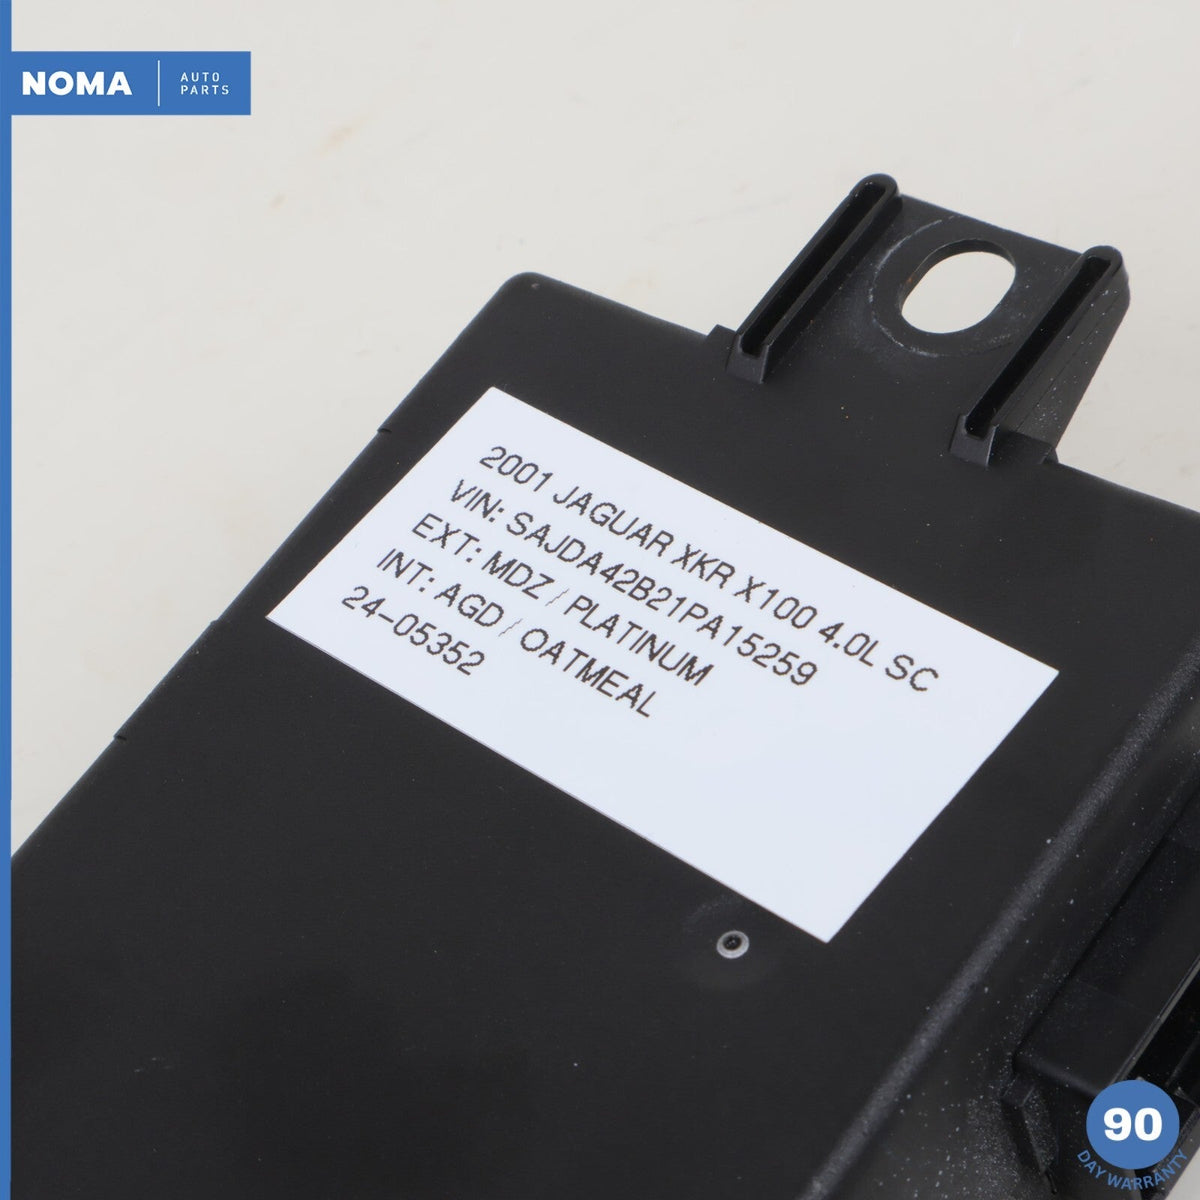 NOMA
AUTO
PARTS
2001 JAGUAR XKR X100 4.0L SC
VIN: SAJDA42B21PA15259
EXT: MDZ / PLATINUM
INT: AGD / OATMEAL
24-05352
90
DAY WARRANTY